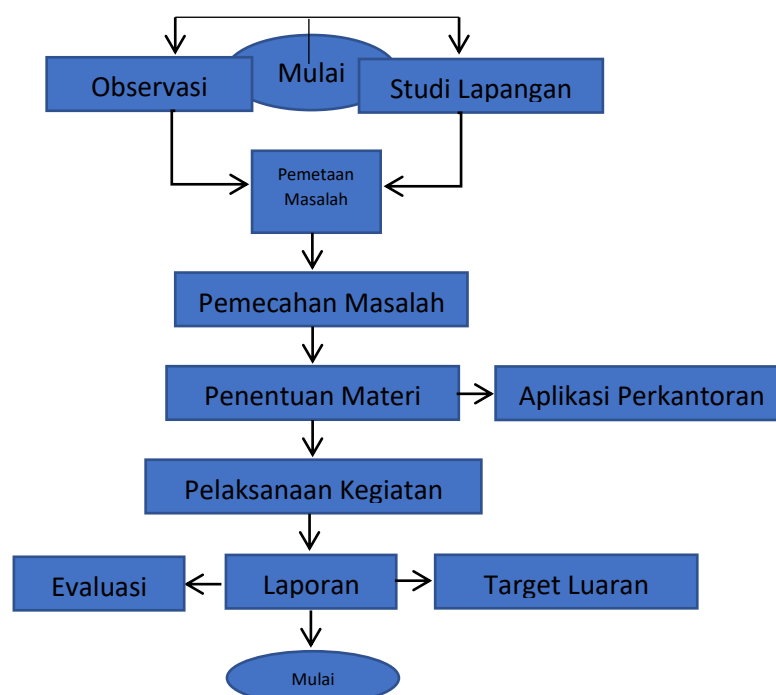 Observasi
Mulai
Studi Lapangan
Pemetaan
Masalah
Pemecahan Masalah
Penentuan Materi
Aplikasi Perkantoran
Pelaksanaan Kegiatan
Evaluasi
Laporan
Target Luaran
Mulai